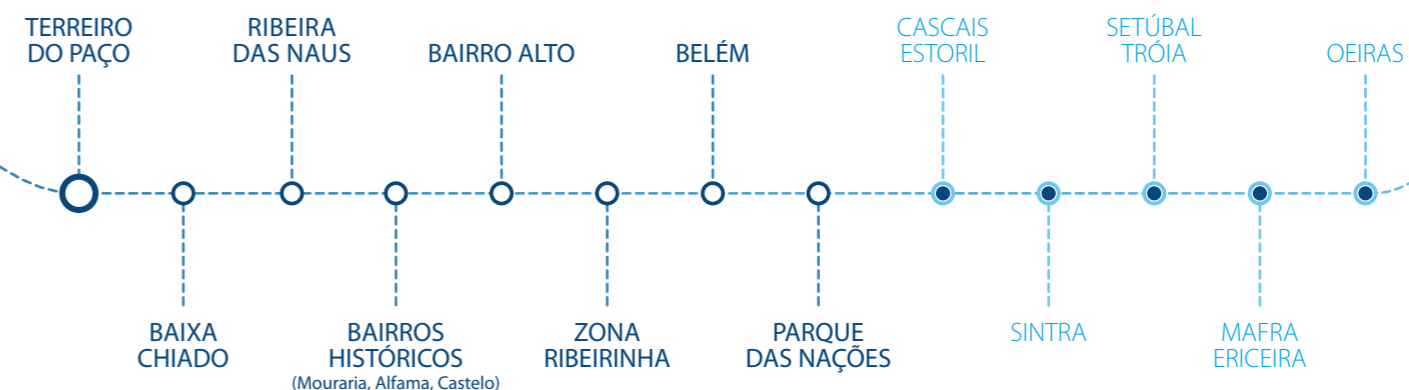 TERREIRO
DO PAÇO
RIBEIRA
DAS NAUS
BAIRRO ALTO
BELÉM
CASCAIS
ESTORIL
SETÚBAL
TRÓIA
OEIRAS
BAIXA
CHIADO
BAIRROS
HISTÓRICOS
(Mouraria, Alfama, Castelo)
ZONA
RIBEIRINHA
PARQUE
DAS NAÇÕES
SINTRA
MAFRA
ERICEIRA